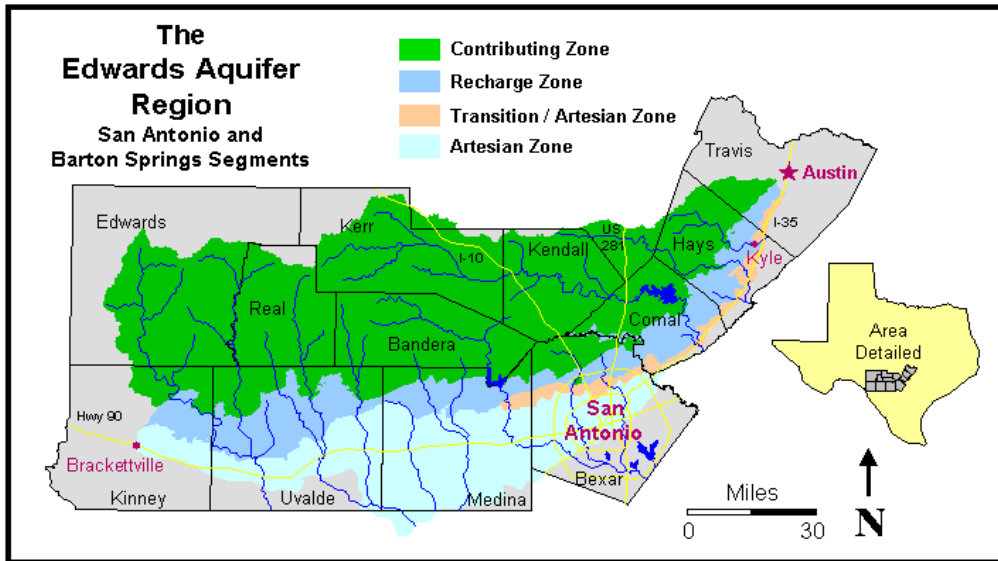 The
Edwards Aquifer
Region
San Antonio and
Barton Springs Segments
Contributing Zone
Recharge Zone
Transition / Artesian Zone
Artesian Zone
Travis
Austin
Edwards
Kerr
US
281
I-35
Hays
Kendall
Kyle
I-10
Real
Comal
Bandera
Area
Detailed
Hwy 90
San
Antonio
Brackettville
Bexar
Kinney
Uvalde
Medina
Miles
0
30
N